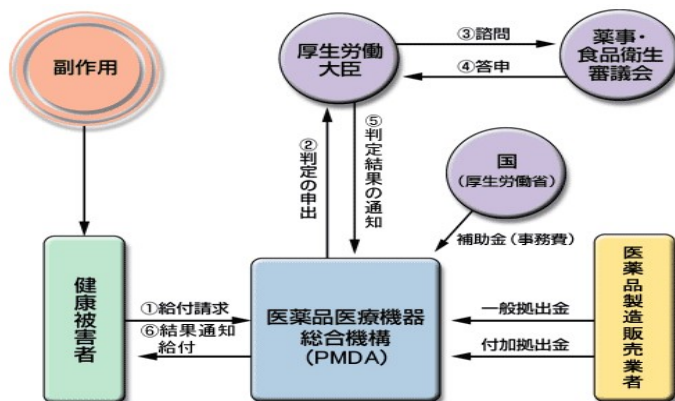 副作用
厚生労働
大臣
③諮問
④答申
薬事・
食品衛生
審議会
②判定の申出
⑤判定結果の通知
国
(厚生労働省)
補助金(事務費)
健康被害者
①給付請求
⑥結果通知
給付
医薬品医療機器
総合機構
(PMDA)
一般拠出金
付加拠出金
医薬品製造販売業者